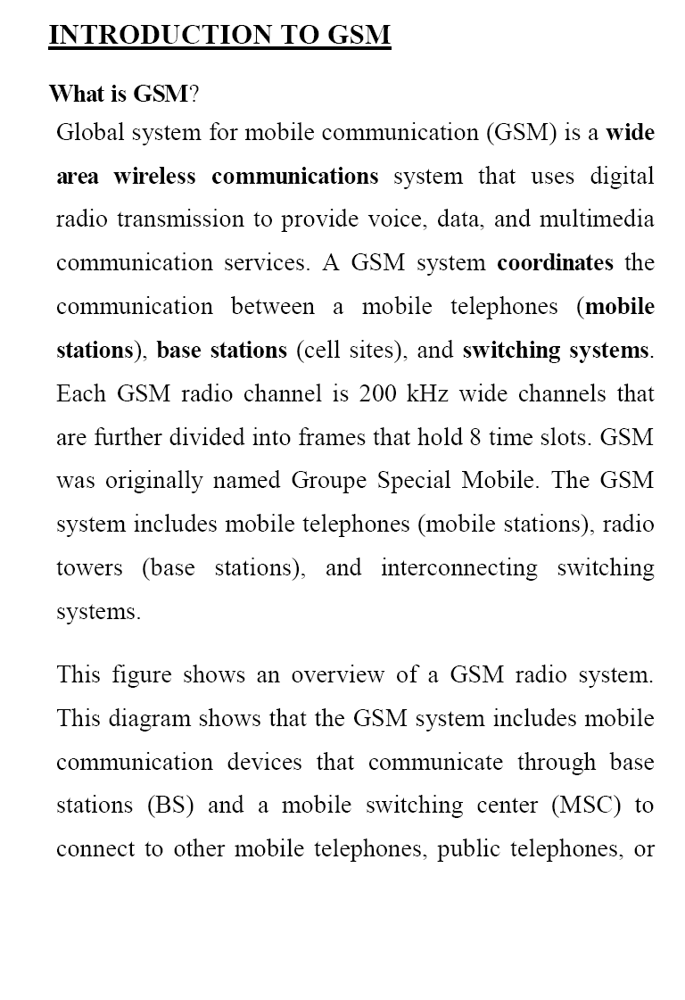 INTRODUCTION TO GSM
What is GSM?
Global system for mobile communication (GSM) is a wide
area wireless communications system that uses digital
radio transmission to provide voice, data, and multimedia
communication services. A GSM system coordinates the
communication between a mobile telephones (mobile
stations), base stations (cell sites), and switching systems.
Each GSM radio channel is 200 kHz wide channels that
are further divided into frames that hold 8 time slots. GSM
was originally named Groupe Special Mobile. The GSM
system includes mobile telephones (mobile stations), radio
towers (base stations), and interconnecting switching
systems.
This figure shows an overview of a GSM radio system.
This diagram shows that the GSM system includes mobile
communication devices that communicate through base
stations (BS) and a mobile switching center (MSC) to
connect to other mobile telephones, public telephones, or